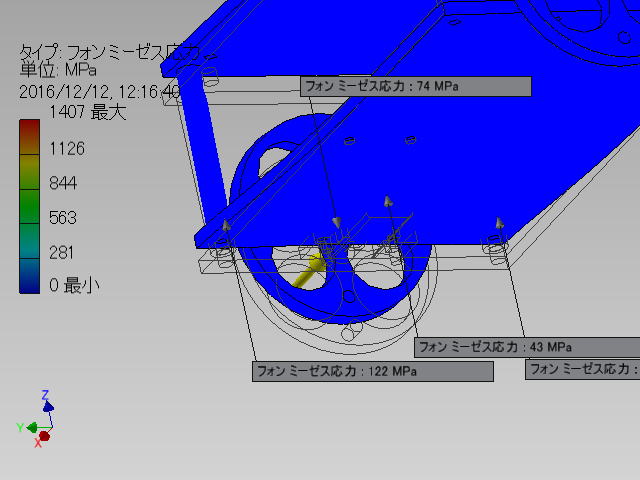 タイプ: フォンミーゼス応力
単位: MPa
2016/12/12, 12:16:40
1407 最大
1126
844
563
281
0 最小
フォンミーゼス応力 : 74 MPa
フォンミーゼス応力 : 43 MPa
フォンミーゼス応力 :
フォンミーゼス応力 : 122 MPa
Z
Y
X